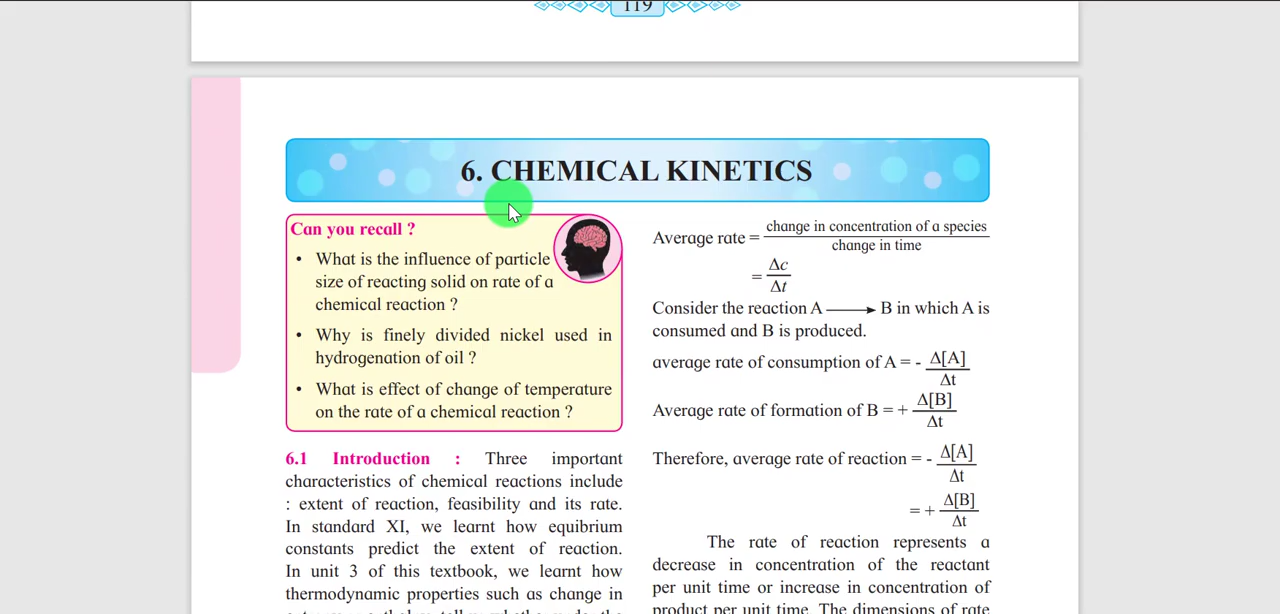 119
6. CHEMICAL KINETICS
Can you recall ?
• What is the influence of particle
size of reacting solid on rate of a
chemical reaction ?
• Why is finely divided nickel used in
hydrogenation of oil ?
• What is effect of change of temperature
on the rate of a chemical reaction ?
6.1 Introduction : Three important
characteristics of chemical reactions include
: extent of reaction, feasibility and its rate.
In standard XI, we learnt how equibrium
constants predict the extent of reaction.
In unit 3 of this textbook, we learnt how
thermodynamic properties such as change in
Average rate = change in concentration of a species
change in time
= Δc
Δt
Consider the reaction A ⟶ B in which A is
consumed and B is produced.
average rate of consumption of A = - Δ[A]
Δt
Average rate of formation of B = + Δ[B]
Δt
Therefore, average rate of reaction = - Δ[A]
Δt
= + Δ[B]
Δt
The rate of reaction represents a
decrease in concentration of the reactant
per unit time or increase in concentration of
product per unit time. The dimensions of rate